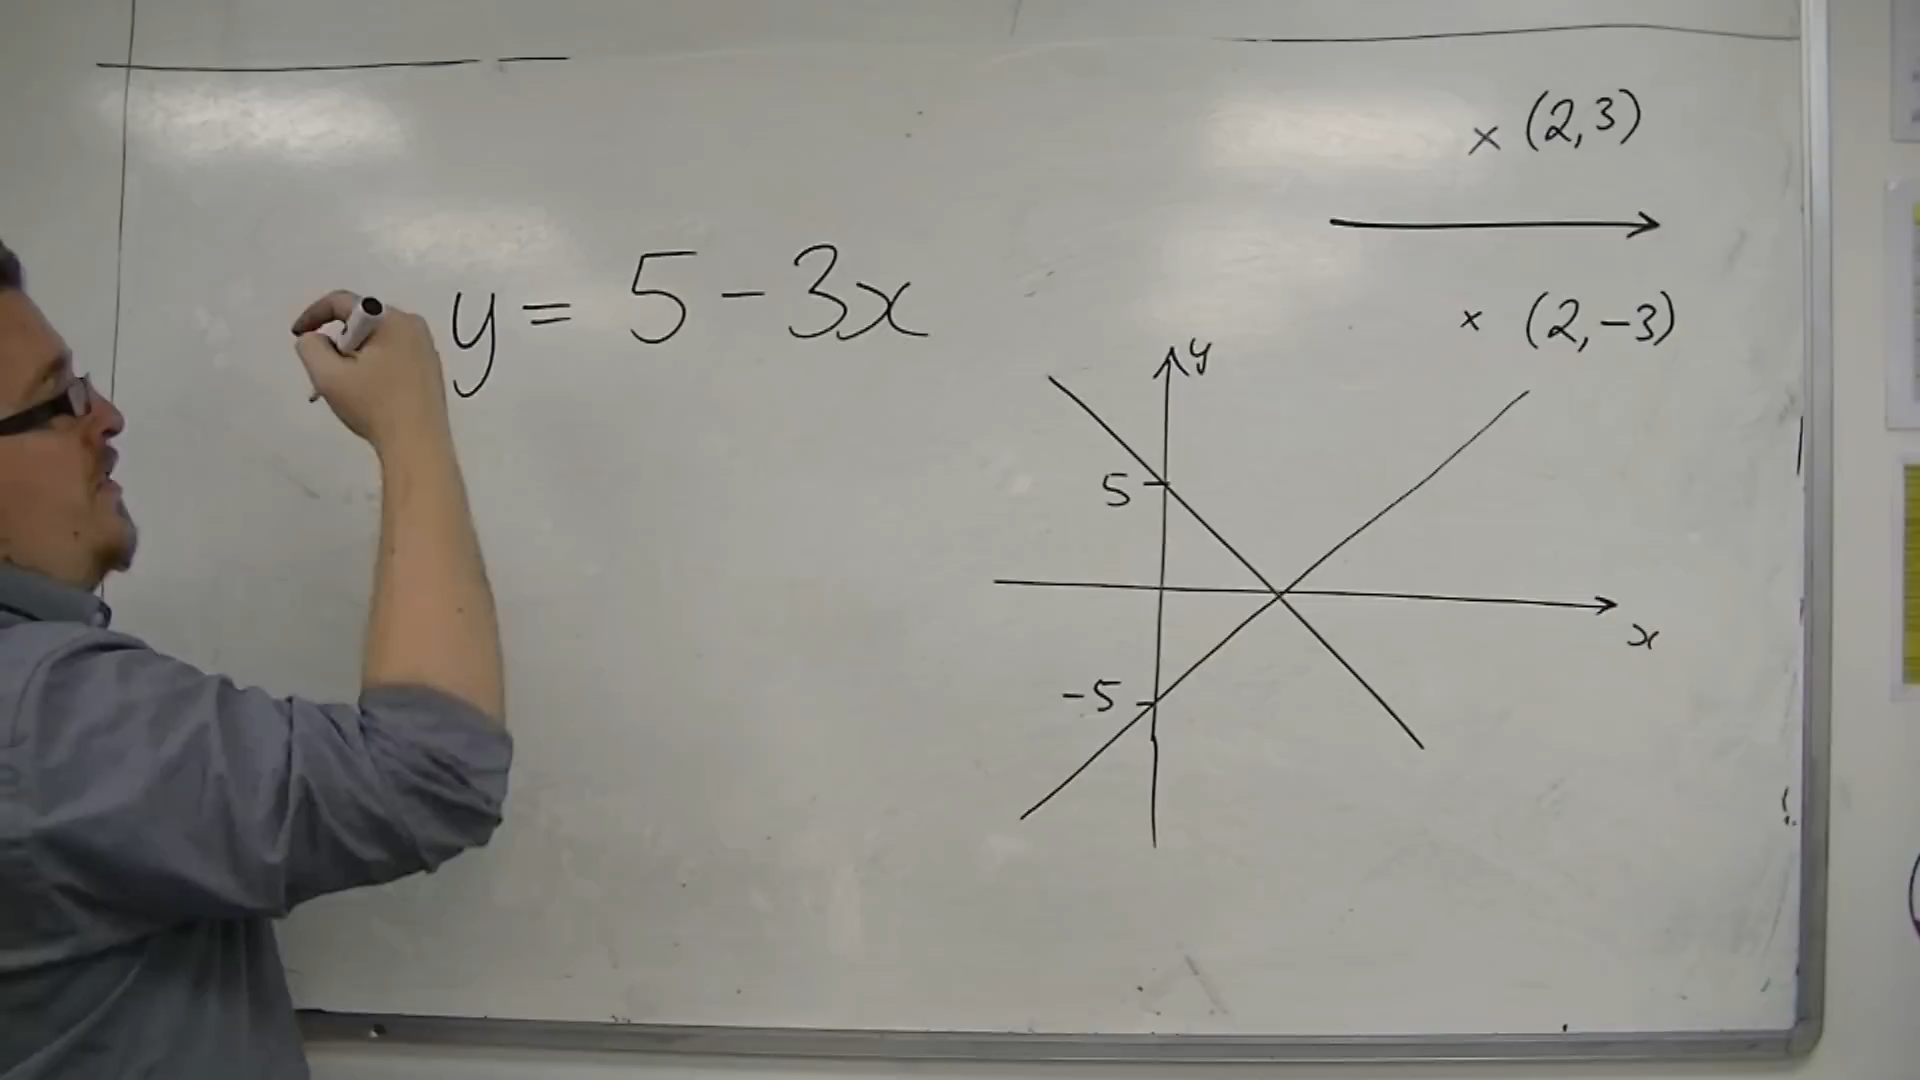 × (2,3)
y = 5 - 3x
× (2,-3)
y
5
x
-5